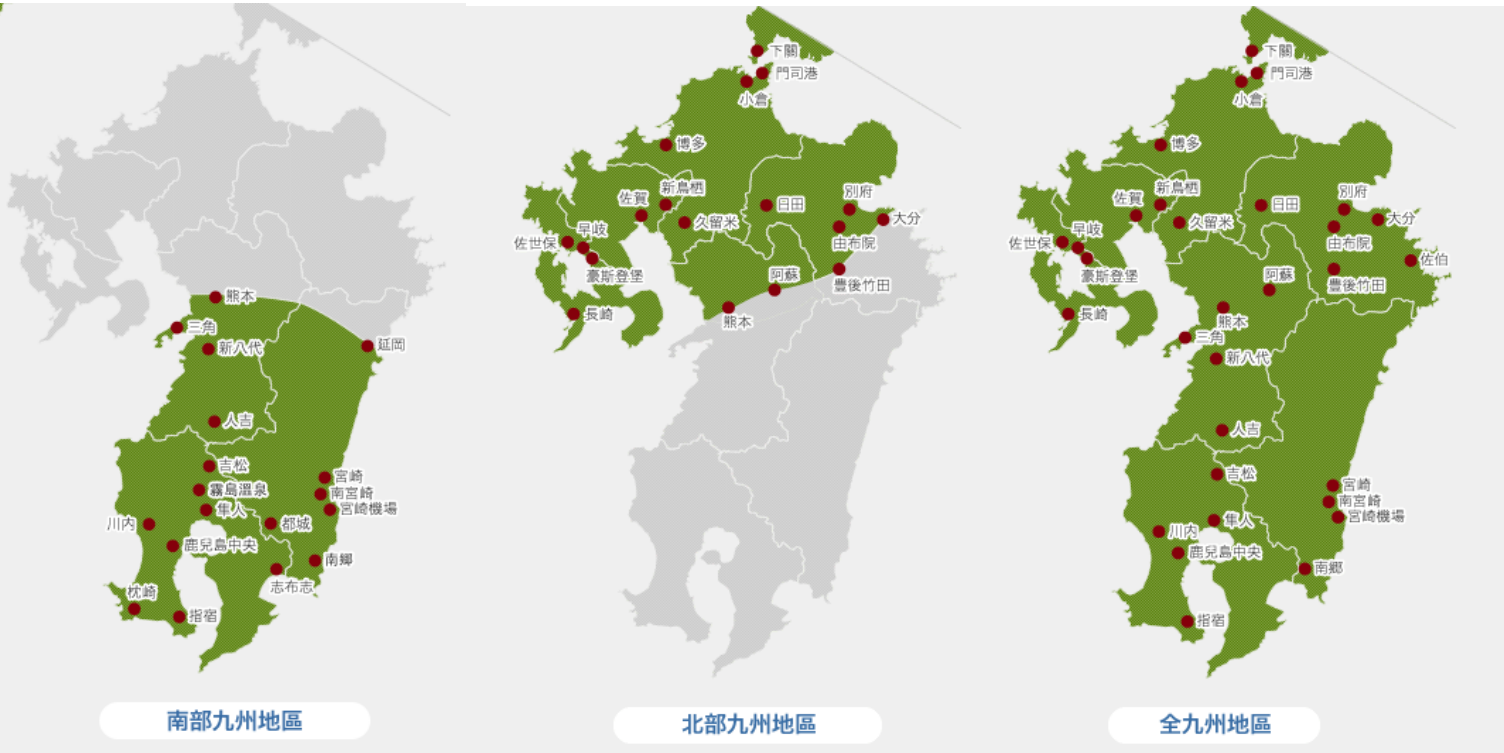 熊本
三角
新八代
延岡
人吉
吉松
霧島溫泉
隼人
川内
鹿兒島中央
宮崎
南宮崎
宮崎機場
都城
南鄉
志布志
枕崎
指宿
南部九州地區
下關
門司港
小倉
博多
新鳥栖
佐賀
久留米
日田
別府
大分
由布院
早岐
佐世保
豪斯登堡
阿蘇
豊後竹田
長崎
熊本
北部九州地區
下關
門司港
小倉
博多
新鳥栖
佐賀
久留米
日田
別府
大分
由布院
早岐
佐世保
豪斯登堡
佐伯
阿蘇
豊後竹田
長崎
熊本
三角
新八代
人吉
吉松
宮崎
南宮崎
宮崎機場
隼人
川内
鹿兒島中央
南鄉
指宿
全九州地區